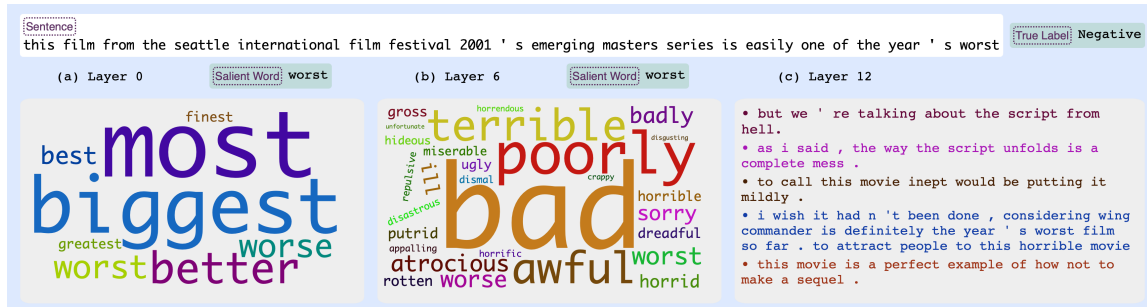 Sentence
this film from the seattle international film festival 2001 ' s emerging masters series is easily one of the year ' s worst
True Label Negative
(a) Layer 0
Salient Word worst
(b) Layer 6
Salient Word worst
(c) Layer 12
finest
most
best
biggest
greatest
worse
worst
better
gross
horrendous
terrible
badly
unfortunate
hideous
disgusting
miserable
poorly
ugly
ill
repulsive
dismal
crappy
bad
horrible
disastrous
sorry
putrid
dreadful
appalling
horrific
worst
atrocious
awful
rotten
worse
horrid
• but we ' re talking about the script from
hell.
• as i said , the way the script unfolds is a
complete mess .
• to call this movie inept would be putting it
mildly .
• i wish it had n 't been done , considering wing
commander is definitely the year ' s worst film
so far . to attract people to this horrible movie
• this movie is a perfect example of how not to
make a sequel .